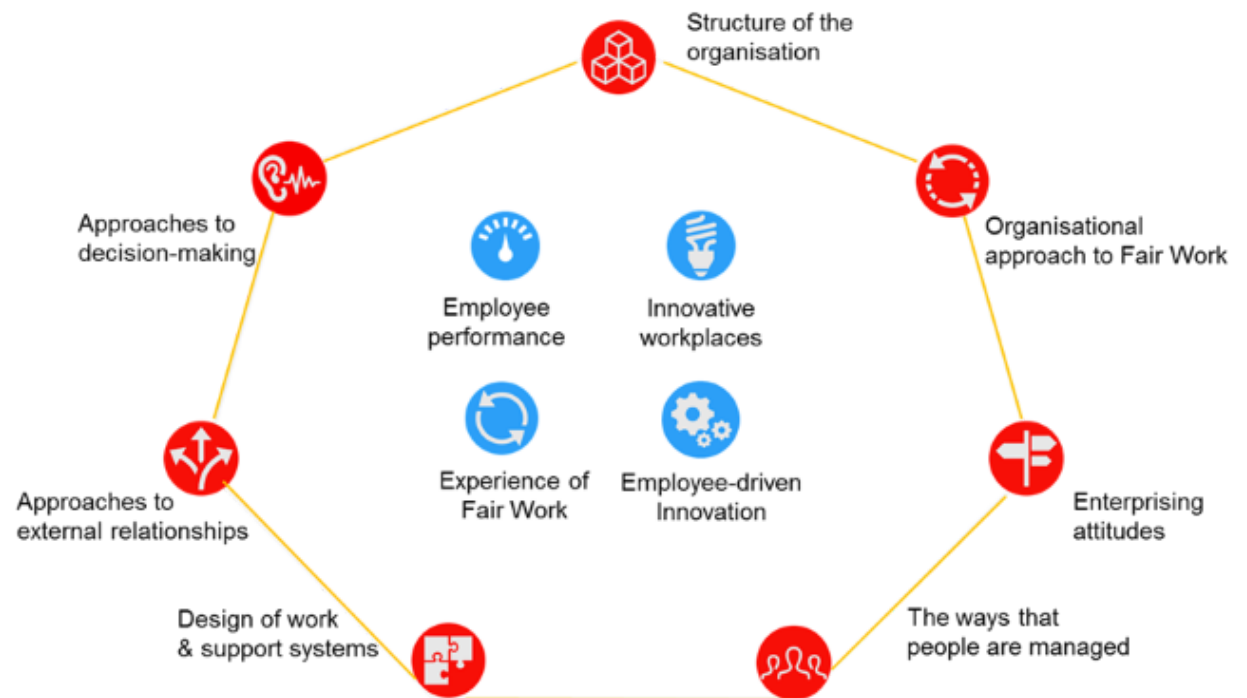 Structure of the
organisation
Approaches to
decision-making
Organisational
approach to Fair Work
Employee
performance
Innovative
workplaces
Experience of
Fair Work
Employee-driven
Innovation
Approaches to
external relationships
Enterprising
attitudes
Design of work
& support systems
The ways that
people are managed